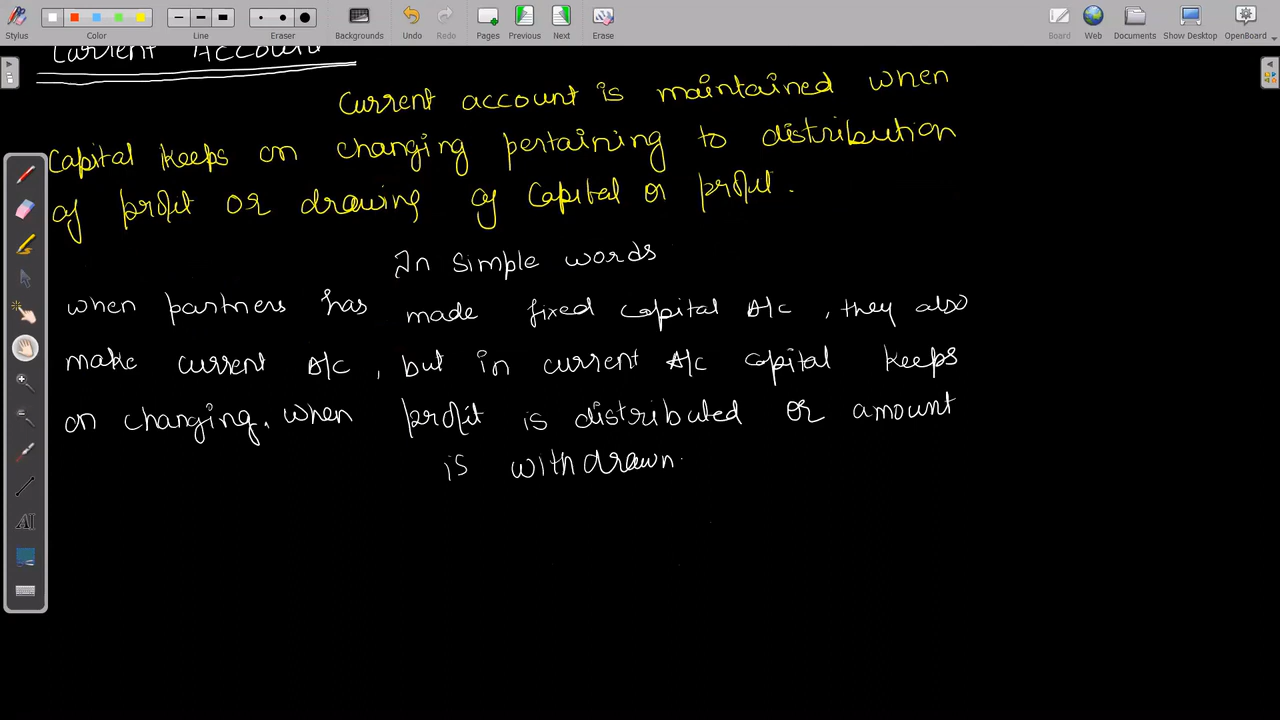 Stylus
Color
Line
Eraser
Backgrounds
Undo
Redo
Pages
Previous
Next
Erase
Board
Web
Documents
Show Desktop
OpenBoard
Current Account
Current account is maintained when
Capital keeps on changing pertaining to distribution
of profit or drawing of Capital or profit.
In simple words
when partners has made fixed capital A/c, they also
make current A/c, but in current A/c capital keeps
on changing, when profit is distributed or amount
is withdrawn.
AI